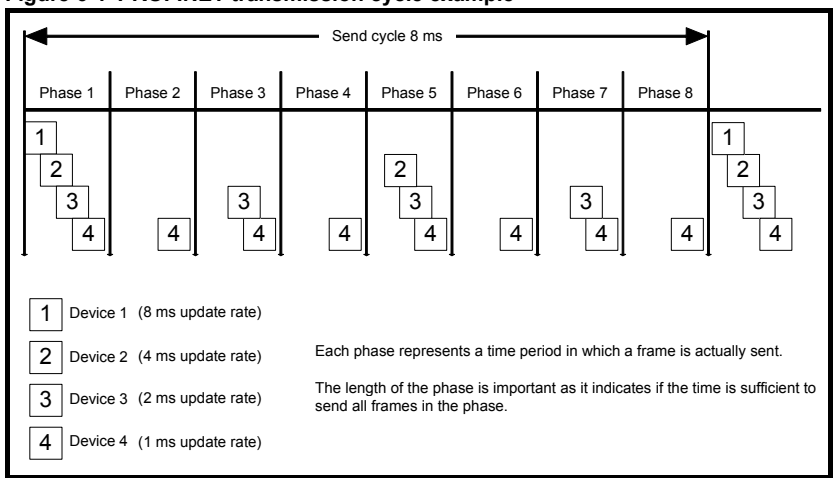 Figure 6-1 PROFINET transmission cycle example
Send cycle 8 ms
Phase 1 Phase 2 Phase 3 Phase 4 Phase 5 Phase 6 Phase 7 Phase 8
1 1
2 2 2
3 3 3 3 3
4 4 4 4 4 4 4 4 4
1 Device 1 (8 ms update rate)
2 Device 2 (4 ms update rate)
Each phase represents a time period in which a frame is actually sent.
The length of the phase is important as it indicates if the time is sufficient to
send all frames in the phase.
3 Device 3 (2 ms update rate)
4 Device 4 (1 ms update rate)